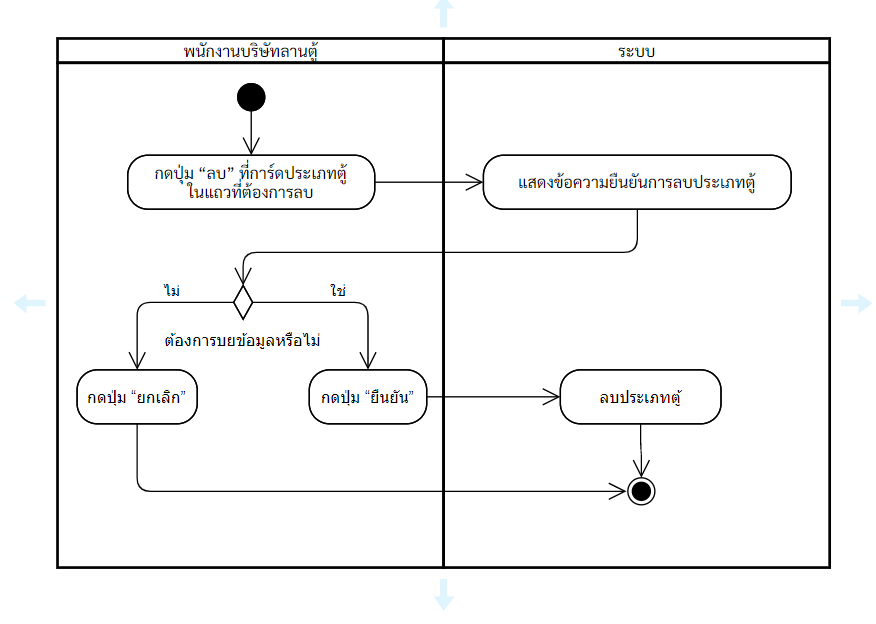 พนักงานบริษัทลานตู้
ระบบ
กดปุ่ม “ลบ” ที่การ์ดประเภทตู้
ในแถวที่ต้องการลบ
แสดงข้อความยืนยันการลบประเภทตู้
ไม่
ใช่
ต้องการบยข้อมูลหรือไม่
กดปุ่ม “ยกเลิก”
กดปุ่ม “ยืนยัน”
ลบประเภทตู้